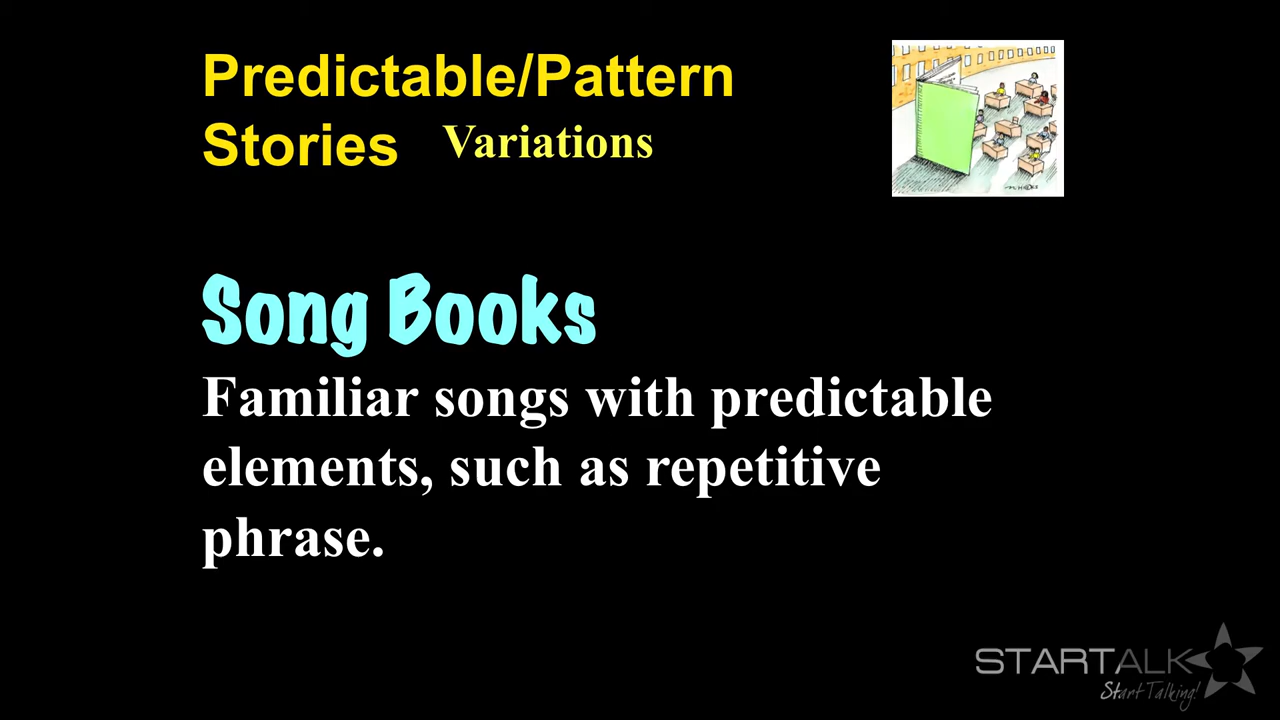 Predictable/Pattern
Stories Variations
Song Books
Familiar songs with predictable
elements, such as repetitive
phrase.
STARTALK
Start Talking!